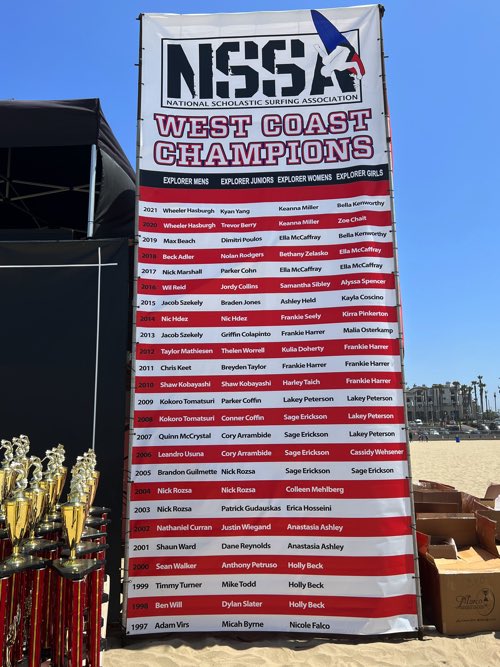 NSSA
NATIONAL SCHOLASTIC SURFING ASSOCIATION
WEST COAST
CHAMPIONS
EXPLORER MENS EXPLORER JUNIORS EXPLORER WOMENS EXPLORER GIRLS
2021 Wheeler Hasburgh Kyan Yang Keanna Miller Bella Kenworthy
2020 Wheeler Hasburgh Trevor Berry Keanna Miller Zoe Chait
2019 Max Beach Dimitri Poulos Ella McCaffray Bella Kenworthy
2018 Beck Adler Nolan Rodgers Bethany Zelasko Ella McCaffray
2017 Nick Marshall Parker Cohn Ella McCaffray Ella McCaffray
2016 Wil Reid Jordy Collins Samantha Sibley Alyssa Spencer
2015 Jacob Szekely Braden Jones Ashley Held Kayla Coscino
2014 Nic Hdez Nic Hdez Frankie Seely Kirra Pinkerton
2013 Jacob Szekely Griffin Colapinto Frankie Harrer Malia Osterkamp
2012 Taylor Mathiesen Thelen Worrell Kulia Doherty Frankie Harrer
2011 Chris Keet Breyden Taylor Frankie Harrer Frankie Harrer
2010 Shaw Kobayashi Shaw Kobayashi Harley Taich Frankie Harrer
2009 Kokoro Tomatsuri Parker Coffin Lakey Peterson Lakey Peterson
2008 Kokoro Tomatsuri Conner Coffin Sage Erickson Lakey Peterson
2007 Quinn McCrystal Cory Arrambide Sage Erickson Lakey Peterson
2006 Leandro Usuna Cory Arrambide Sage Erickson Cassidy Wehsener
2005 Brandon Guilmette Nick Rozsa Sage Erickson Sage Erickson
2004 Nick Rozsa Nick Rozsa Colleen Mehlberg
2003 Nick Rozsa Patrick Gudauskas Erica Hosseini
2002 Nathaniel Curran Justin Wiegand Anastasia Ashley
2001 Shaun Ward Dane Reynolds Anastasia Ashley
2000 Sean Walker Anthony Petruso Holly Beck
1999 Timmy Turner Mike Todd Holly Beck
1998 Ben Will Dylan Slater Holly Beck
1997 Adam Virs Micah Byrne Nicole Falco